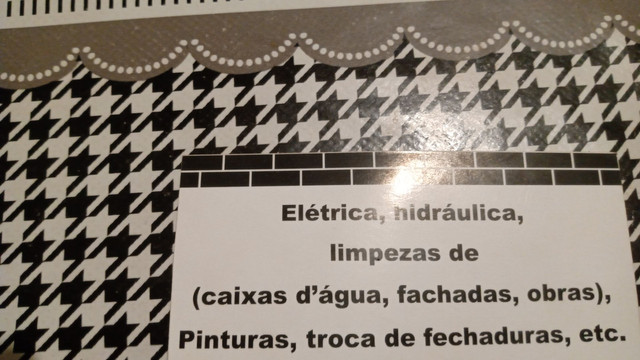 Elétrica, hidráulica,
limpezas de
(caixas d'água, fachadas, obras),
Pinturas, troca de fechaduras, etc.